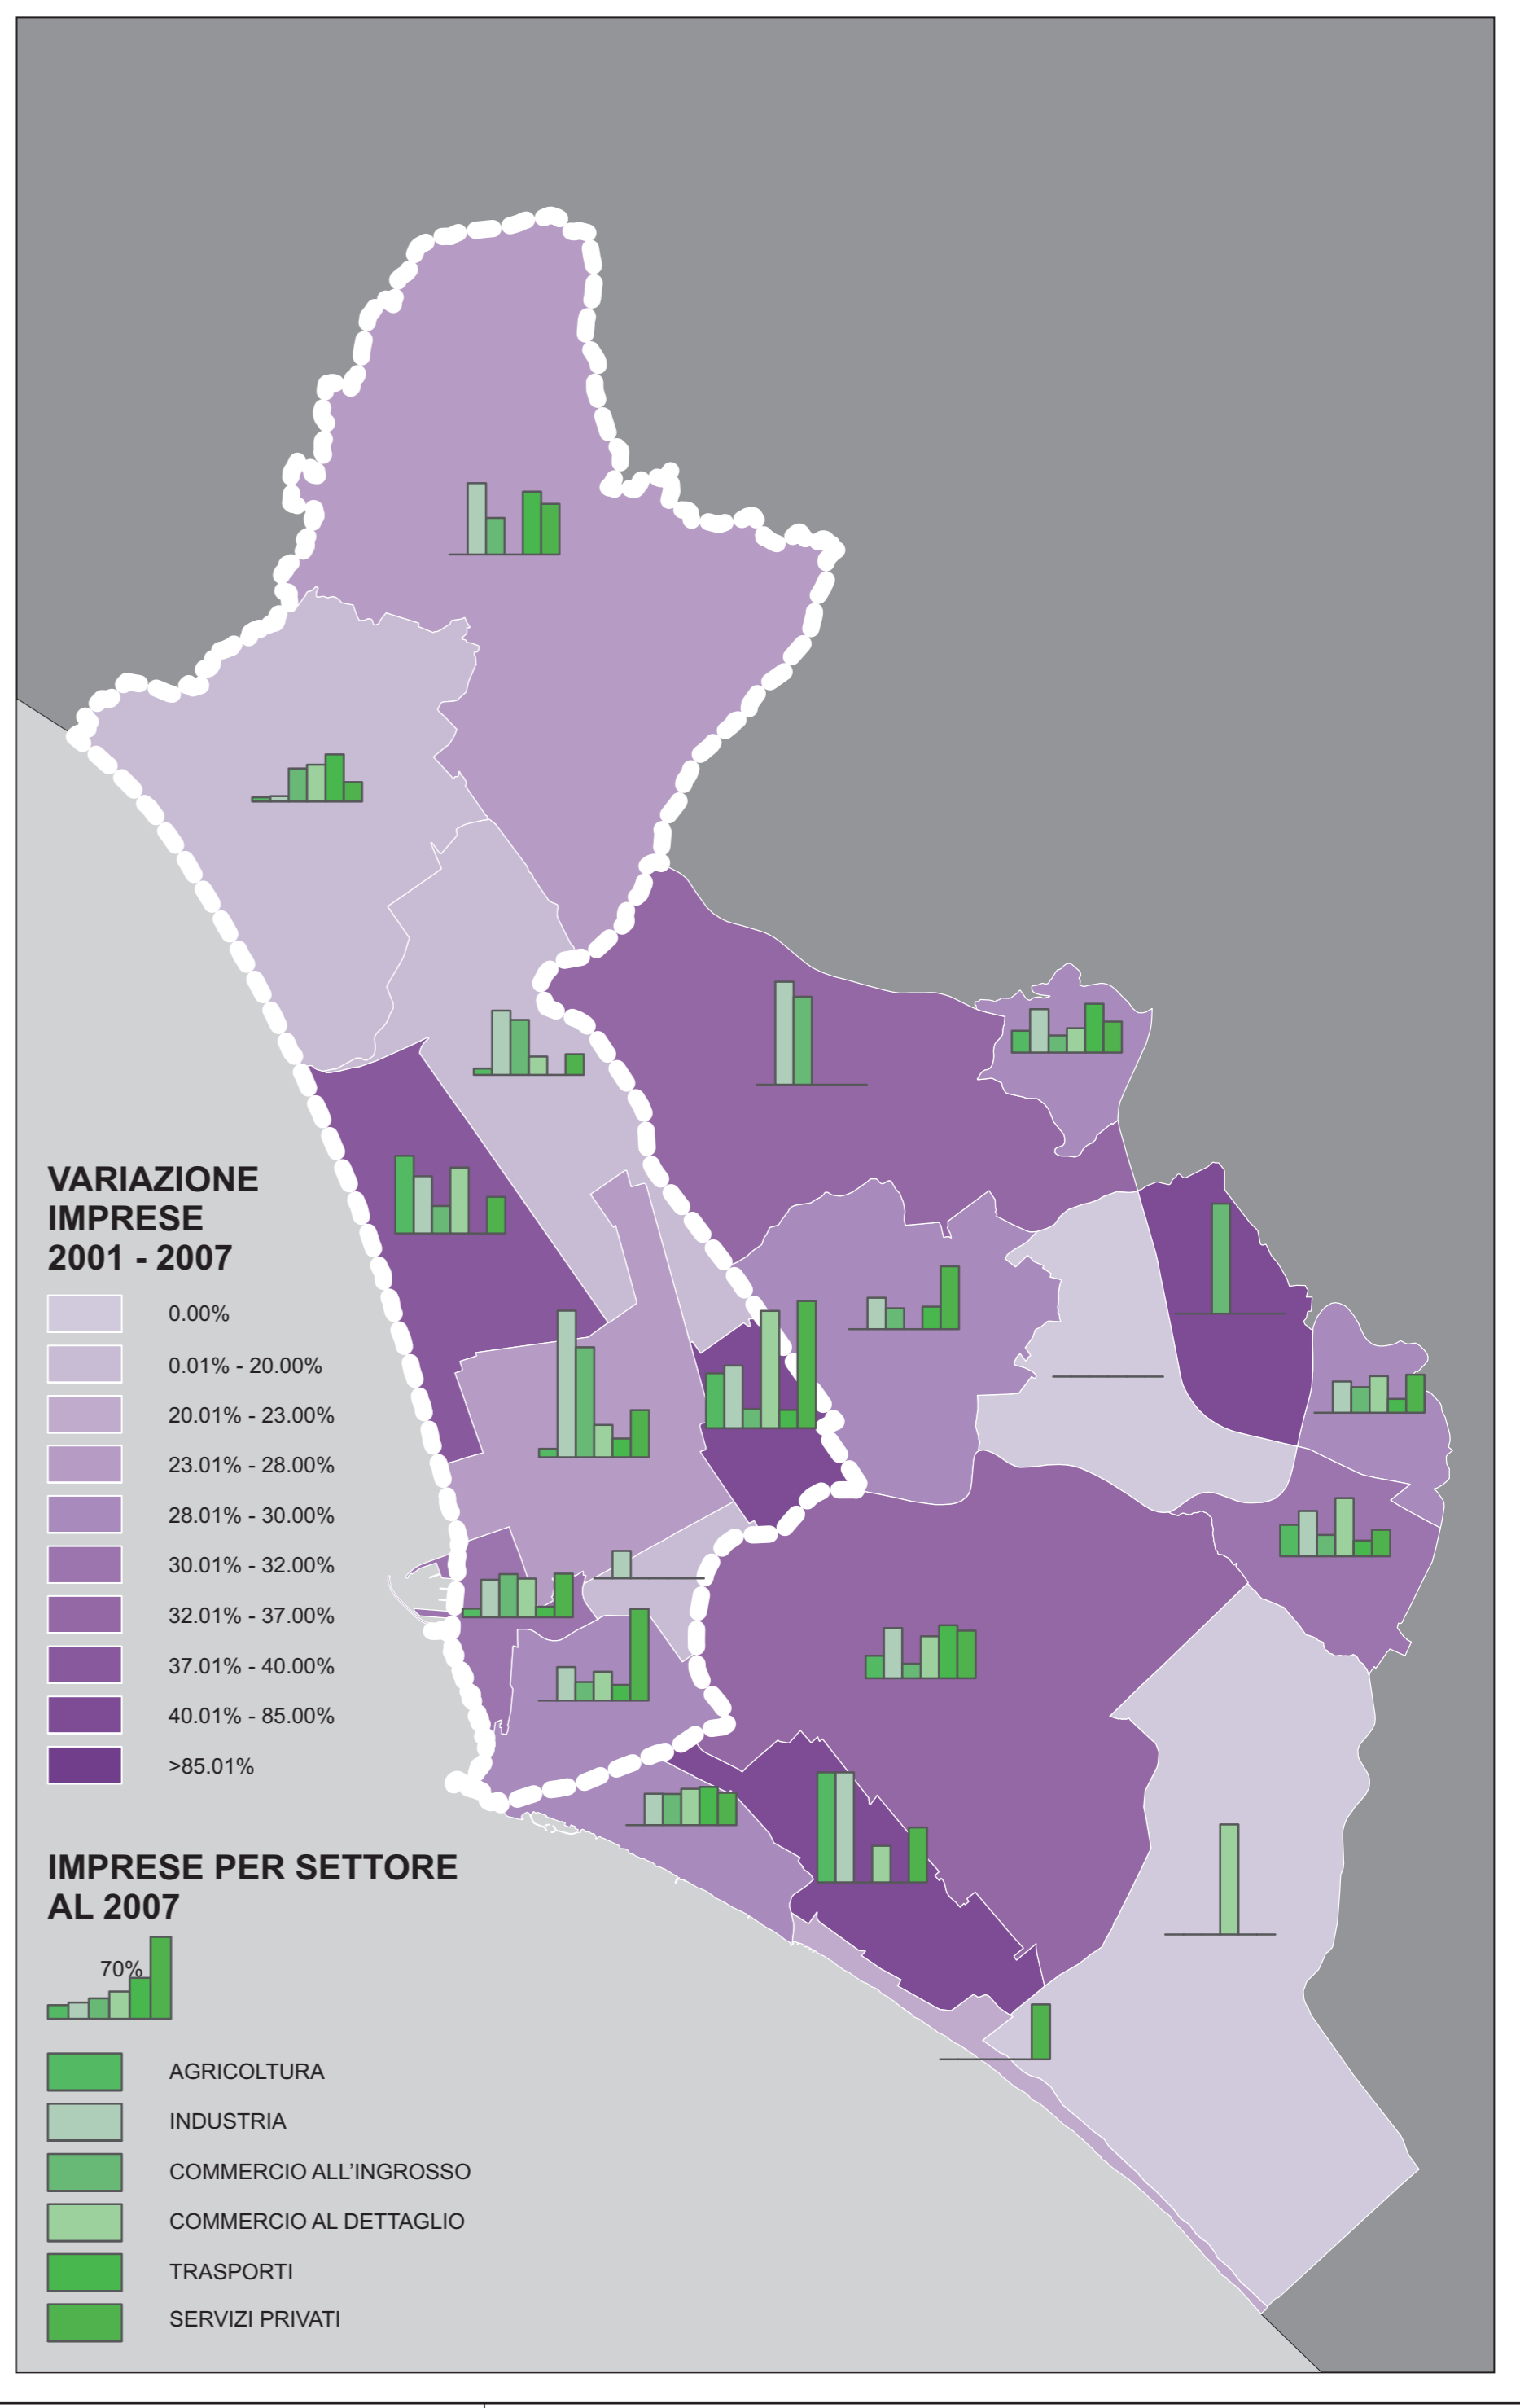 VARIAZIONE
IMPRESE
2001 - 2007
0.00%
0.01% - 20.00%
20.01% - 23.00%
23.01% - 28.00%
28.01% - 30.00%
30.01% - 32.00%
32.01% - 37.00%
37.01% - 40.00%
40.01% - 85.00%
>85.01%
IMPRESE PER SETTORE
AL 2007
70%
AGRICOLTURA
INDUSTRIA
COMMERCIO ALL'INGROSSO
COMMERCIO AL DETTAGLIO
TRASPORTI
SERVIZI PRIVATI